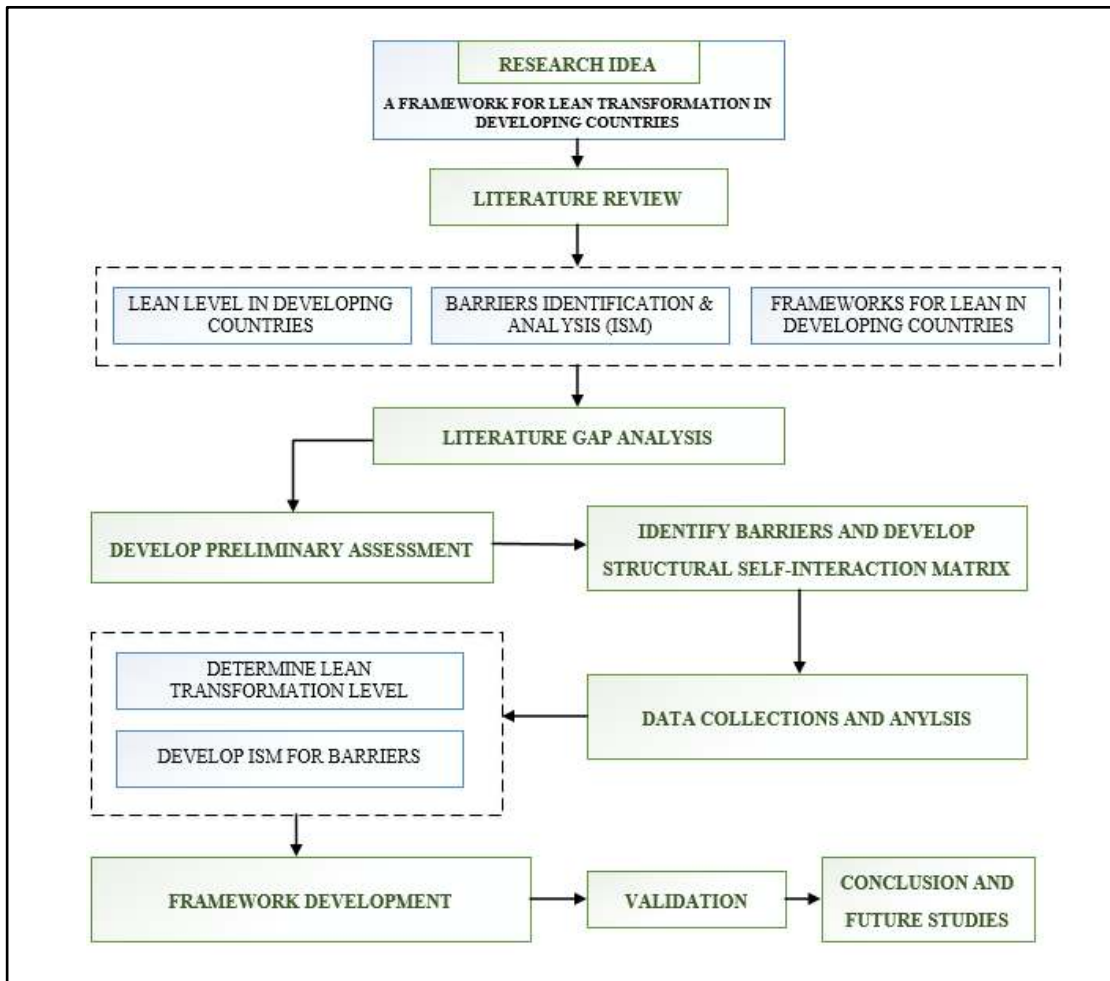 RESEARCH IDEA
A FRAMEWORK FOR LEAN TRANSFORMATION IN
DEVELOPING COUNTRIES
LITERATURE REVIEW
LEAN LEVEL IN DEVELOPING
COUNTRIES
BARRIERS IDENTIFICATION &
ANALYSIS (ISM)
FRAMEWORKS FOR LEAN IN
DEVELOPING COUNTRIES
LITERATURE GAP ANALYSIS
DEVELOP PRELIMINARY ASSESSMENT
IDENTIFY BARRIERS AND DEVELOP
STRUCTURAL SELF-INTERACTION MATRIX
DETERMINE LEAN
TRANSFORMATION LEVEL
DEVELOP ISM FOR BARRIERS
DATA COLLECTIONS AND ANYLSIS
FRAMEWORK DEVELOPMENT
VALIDATION
CONCLUSION AND
FUTURE STUDIES